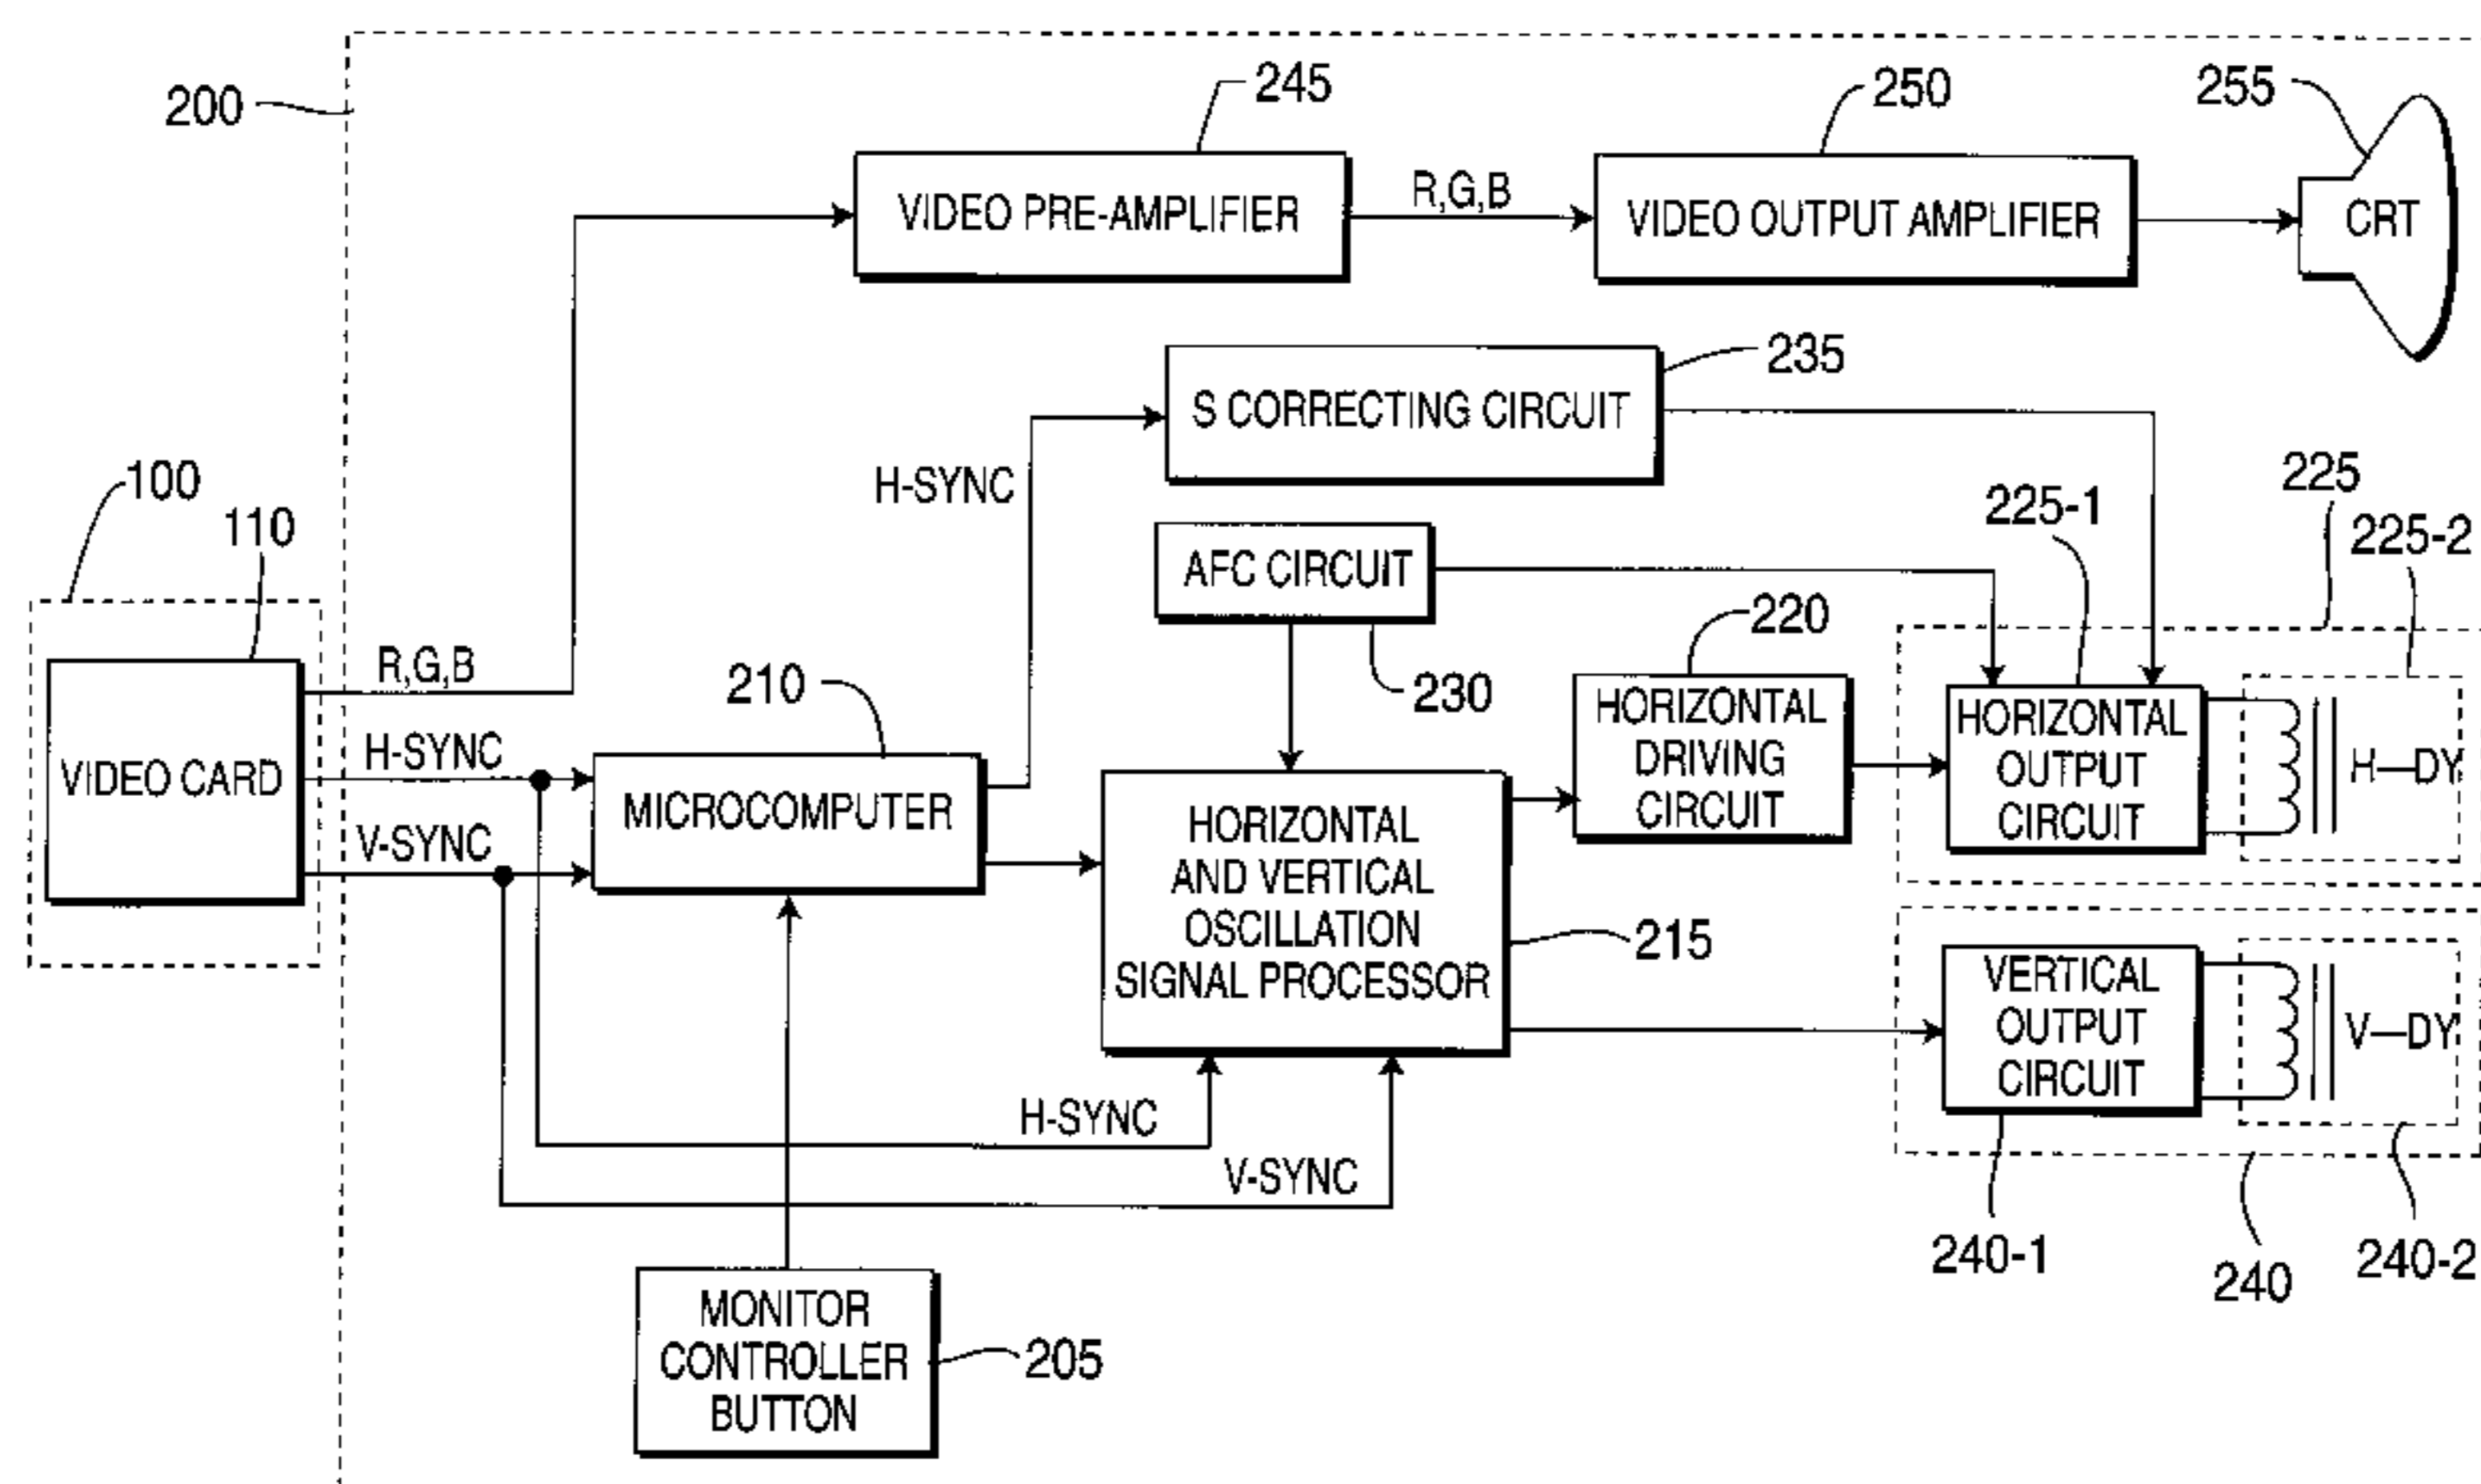 200
245
250
255
VIDEO PRE-AMPLIFIER
R,G,B
VIDEO OUTPUT AMPLIFIER
CRT
235
S CORRECTING CIRCUIT
H-SYNC
100
110
225
225-1
225-2
AFC CIRCUIT
230
220
R,G,B
210
HORIZONTAL
DRIVING
CIRCUIT
HORIZONTAL
OUTPUT
CIRCUIT
H—DY
VIDEO CARD
H-SYNC
V-SYNC
MICROCOMPUTER
HORIZONTAL
AND VERTICAL
OSCILLATION
SIGNAL PROCESSOR
215
VERTICAL
OUTPUT
CIRCUIT
V—DY
H-SYNC
V-SYNC
240-1
240
240-2
MONITOR
CONTROLLER
BUTTON
205